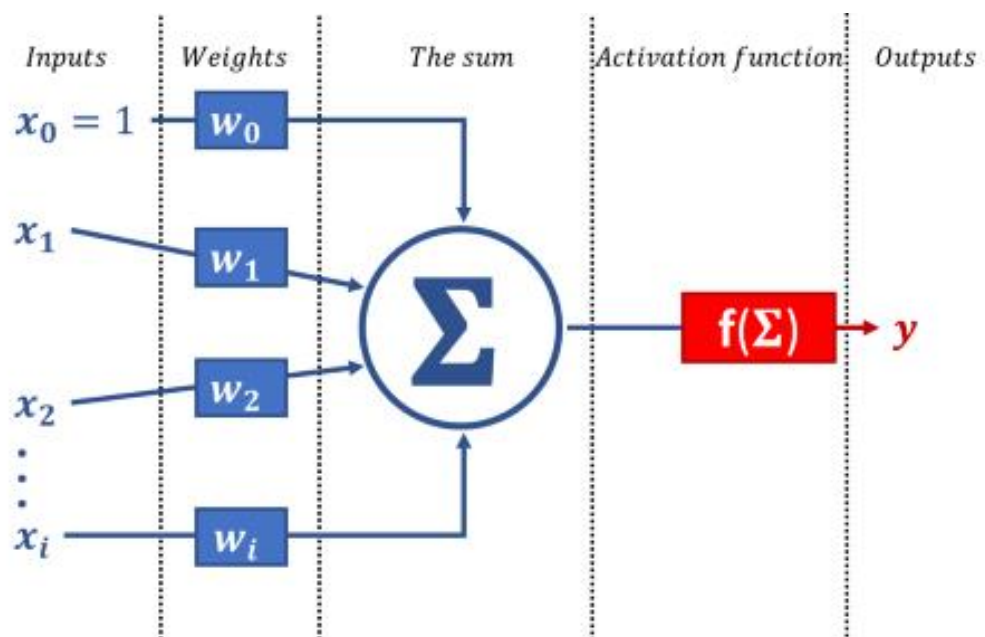 Inputs Weights The sum Activation function Outputs
x₀ = 1 w₀
x₁ w₁
Σ f(Σ) y
x₂ w₂
⋮
xᵢ wᵢ